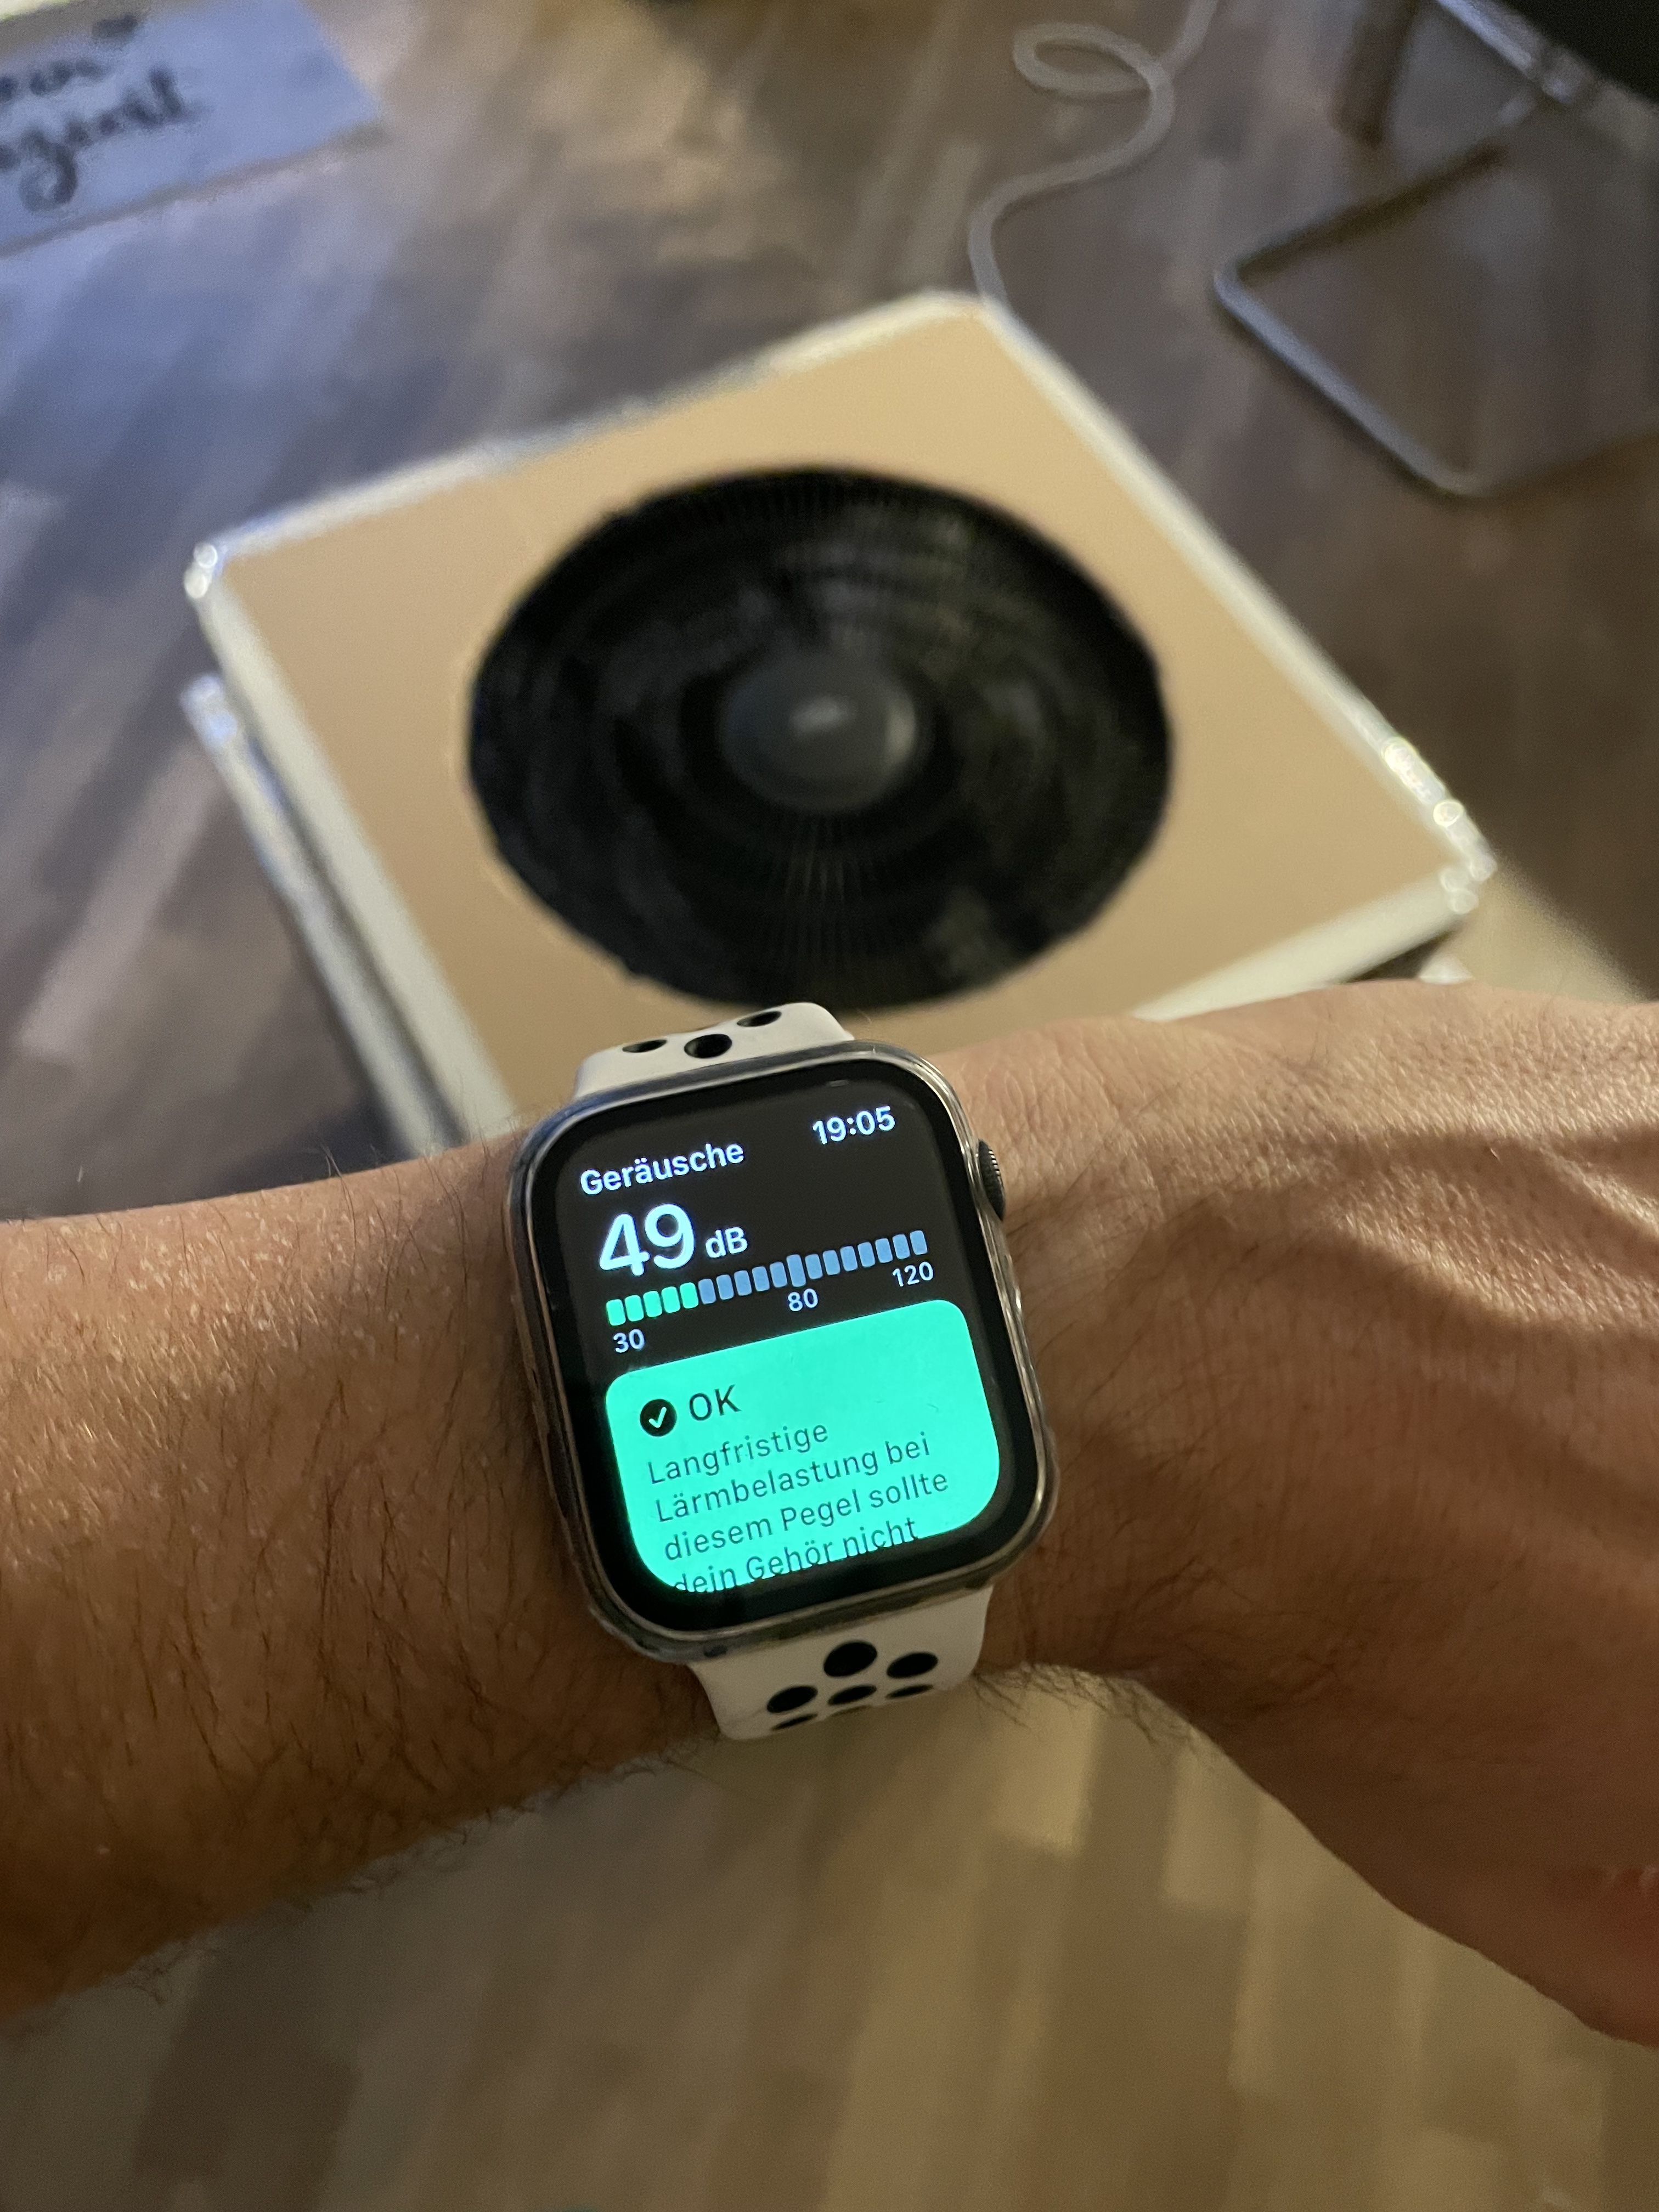 Geräusche
19:05
49 dB
30
80
120
OK
Langfristige
Lärmbelastung bei
diesem Pegel sollte
dein Gehör nicht